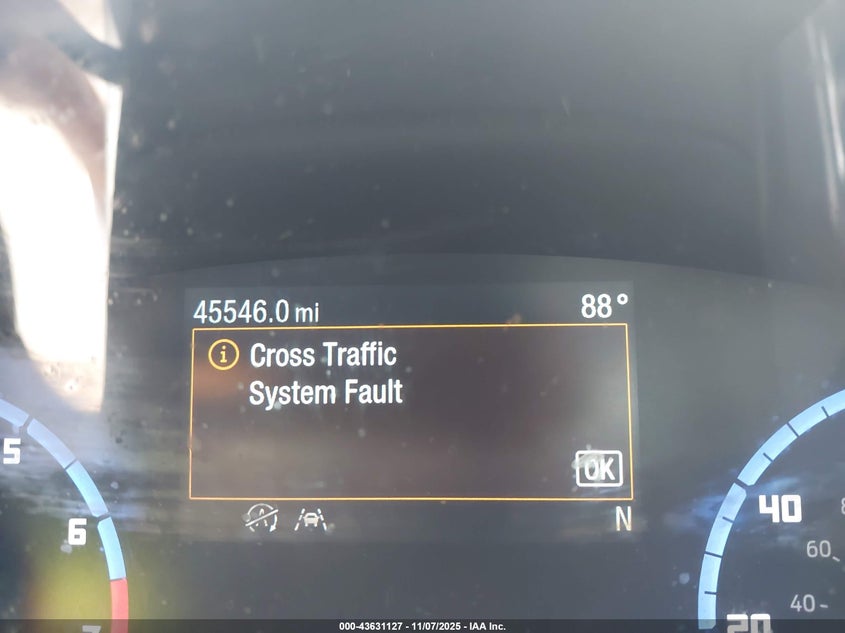 45546.0 mi 88°
Cross Traffic
System Fault
OK
N
5
6
40
60
40
20
000-43631127 - 11/07/2025 - IAA Inc.